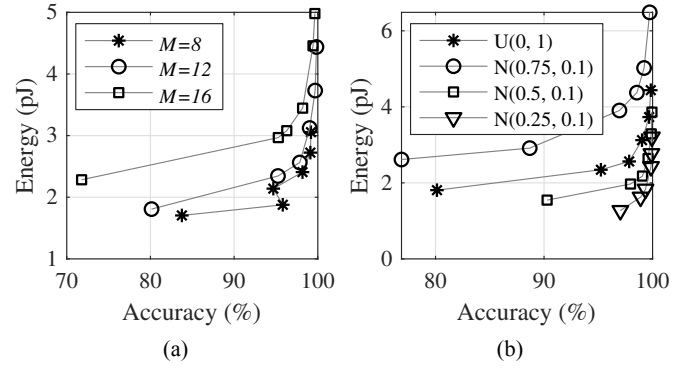 5
4
3
2
1
Energy (pJ)
M=8
M=12
M=16
70 80 90 100
Accuracy (%)
(a)
6
4
2
0
Energy (pJ)
U(0, 1)
N(0.75, 0.1)
N(0.5, 0.1)
N(0.25, 0.1)
80 90 100
Accuracy (%)
(b)